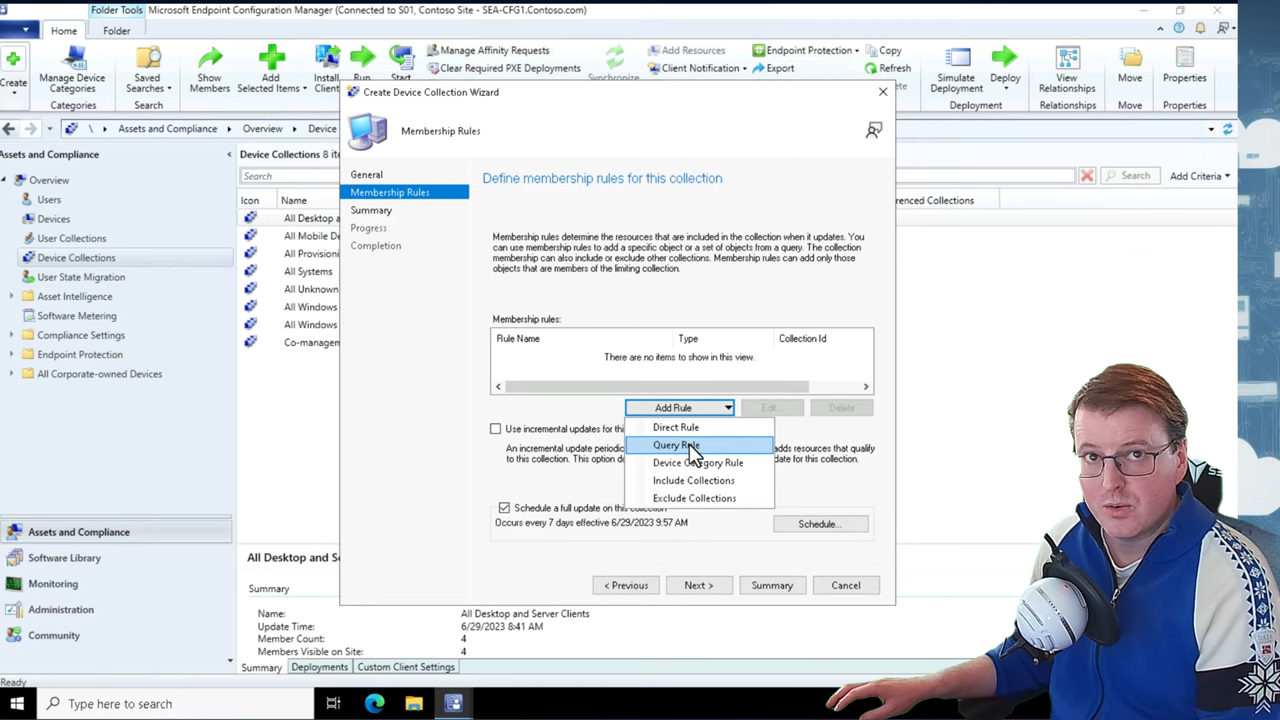 Folder Tools
Microsoft Endpoint Configuration Manager (Connected to S01, Contoso Site - SEA-CFG1.Contoso.com)
Home
Folder
Create
Manage Device Categories
Categories
Saved Searches
Search
Show Members
Add Selected Items
Install
Client
Run
Start
Manage Affinity Requests
Clear Required PXE Deployments
Synchronize
Add Resources
Client Notification
Endpoint Protection
Export
Copy
Refresh
Simulate Deployment
Deploy
Deployment
View Relationships
Relationships
Move
Move
Properties
Properties
\ Assets and Compliance Overview Device
Assets and Compliance
Overview
Users
Devices
User Collections
Device Collections
User State Migration
Asset Intelligence
Software Metering
Compliance Settings
Endpoint Protection
All Corporate-owned Devices
Assets and Compliance
Software Library
Monitoring
Administration
Community
Ready
Device Collections 8 ite
Search
Search
Add Criteria
Icon
Name
erenced Collections
All Desktop a
All Mobile D
All Provisioni
All Systems
All Unknown
All Windows
All Windows
Co-manage
Create Device Collection Wizard
Membership Rules
General
Membership Rules
Summary
Progress
Completion
Define membership rules for this collection
Membership rules determine the resources that are included in the collection when it updates. You
can use membership rules to add a specific object or a set of objects from a query. The collection
membership can also include or exclude other collections. Membership rules can add only those
objects that are members of the limiting collection.
Membership rules:
Rule Name Type Collection Id
There are no items to show in this view.
Add Rule Edit... Delete
Direct Rule
Query Rule
Device Category Rule
Include Collections
Exclude Collections
Use incremental updates for this
An incremental update periodic adds resources that qualify
to this collection. This option do date for this collection.
Schedule a full update on this collection
Occurs every 7 days effective 6/29/2023 9:57 AM
Schedule...
< Previous Next > Summary Cancel
All Desktop and Se
Summary
Name: All Desktop and Server Clients
Update Time: 6/29/2023 8:41 AM
Member Count: 4
Members Visible on Site: 4
Summary Deployments Custom Client Settings
Type here to search